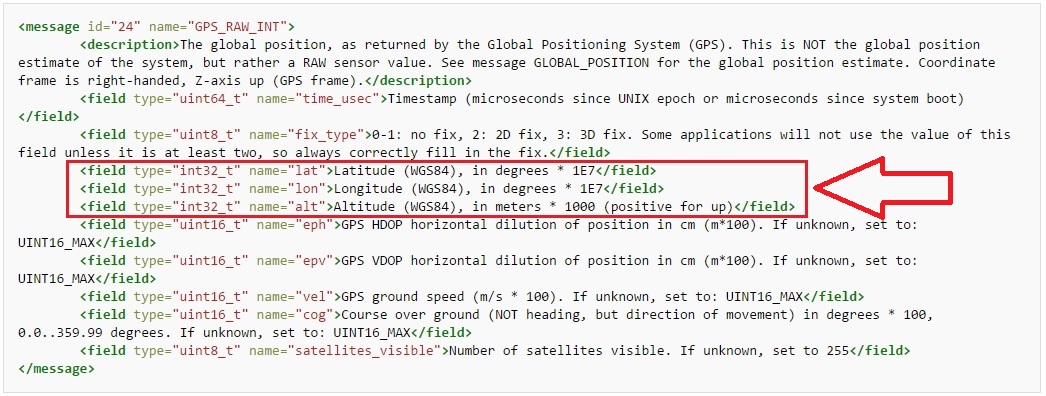 <message id="24" name="GPS_RAW_INT">
<description>The global position, as returned by the Global Positioning System (GPS). This is NOT the global position
estimate of the system, but rather a RAW sensor value. See message GLOBAL_POSITION for the global position estimate. Coordinate
frame is right-handed, Z-axis up (GPS frame).</description>
<field type="uint64_t" name="time_usec">Timestamp (microseconds since UNIX epoch or microseconds since system boot)
</field>
<field type="uint8_t" name="fix_type">0-1: no fix, 2: 2D fix, 3: 3D fix. Some applications will not use the value of this
field unless it is at least two, so always correctly fill in the fix.</field>
<field type="int32_t" name="lat">Latitude (WGS84), in degrees * 1E7</field>
<field type="int32_t" name="lon">Longitude (WGS84), in degrees * 1E7</field>
<field type="int32_t" name="alt">Altitude (WGS84), in meters * 1000 (positive for up)</field>
<field type="uint16_t" name="eph">GPS HDOP horizontal dilution of position in cm (m*100). If unknown, set to:
UINT16_MAX</field>
<field type="uint16_t" name="epv">GPS VDOP horizontal dilution of position in cm (m*100). If unknown, set to:
UINT16_MAX</field>
<field type="uint16_t" name="vel">GPS ground speed (m/s * 100). If unknown, set to: UINT16_MAX</field>
<field type="uint16_t" name="cog">Course over ground (NOT heading, but direction of movement) in degrees * 100,
0.0..359.99 degrees. If unknown, set to: UINT16_MAX</field>
<field type="uint8_t" name="satellites_visible">Number of satellites visible. If unknown, set to 255</field>
</message>